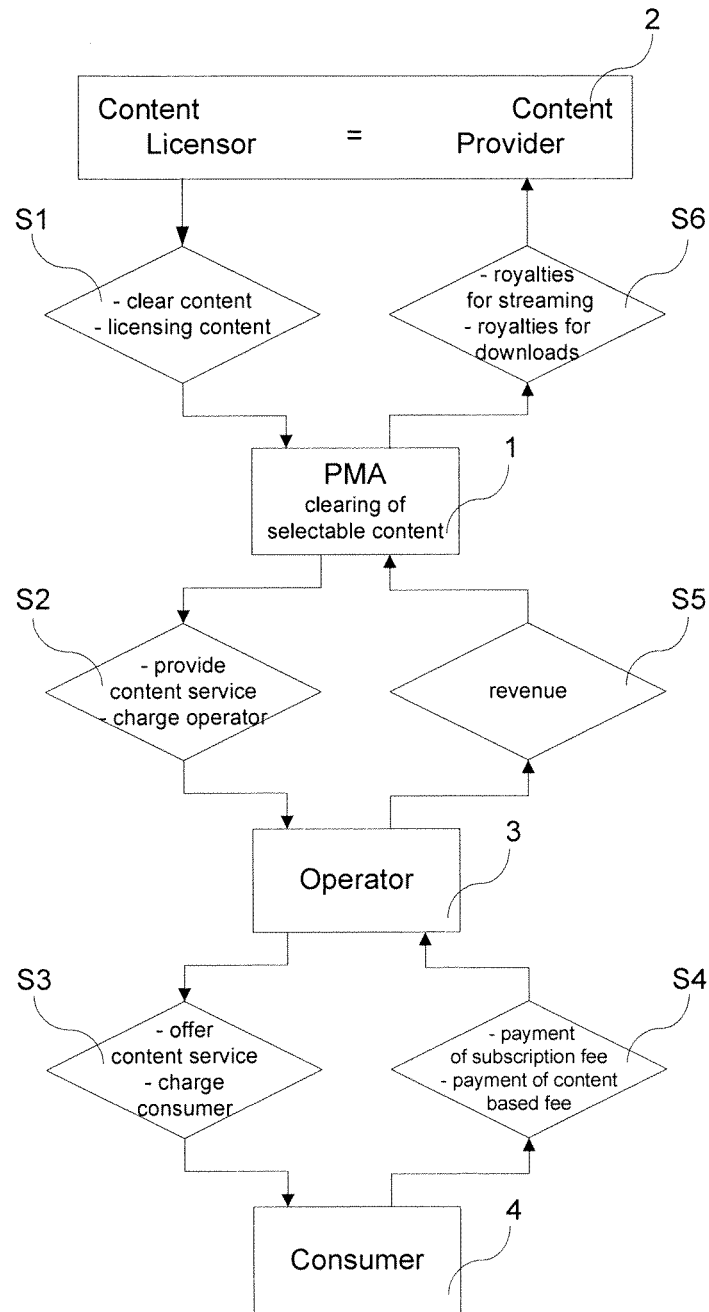 2
Content Content
Licensor = Provider
S1 S6
- clear content
- licensing content
- royalties
for streaming
- royalties for
downloads
1
PMA
clearing of
selectable content
S2 S5
- provide
content service
- charge operator
revenue
3
Operator
S3 S4
- offer
content service
- charge
consumer
- payment
of subscription fee
- payment of content
based fee
4
Consumer